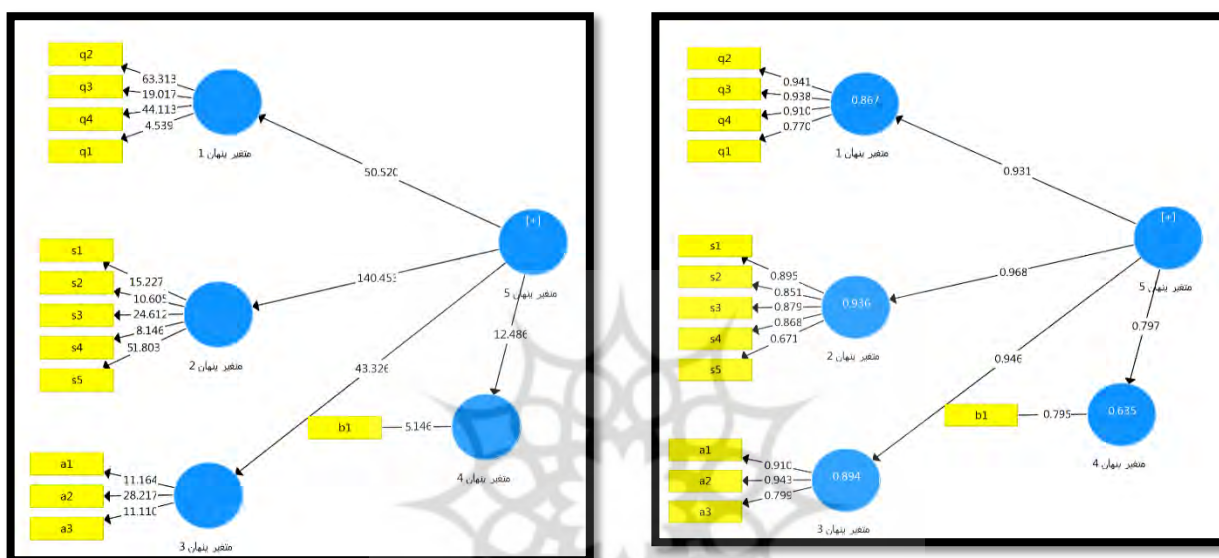 q2
63.313
q3
19.017
q4
44.113
q1
4.539
متغیر پنهان 1
50.520
[+]
متغیر پنهان 5
s1
15.227
s2
10.605
s3
24.612
s4
8.146
s5
51.803
140.453
متغیر پنهان 2
12.486
43.326
b1
5.146
متغیر پنهان 4
a1
11.164
a2
28.217
a3
11.110
متغیر پنهان 3
q2
0.941
q3
0.938
q4
0.910
q1
0.770
0.867
متغیر پنهان 1
0.931
[+]
متغیر پنهان 5
s1
0.895
s2
0.851
s3
0.879
s4
0.868
s5
0.671
0.936
0.968
متغیر پنهان 2
0.797
0.946
b1
0.795
0.635
متغیر پنهان 4
a1
0.910
a2
0.943
a3
0.799
0.894
متغیر پنهان 3